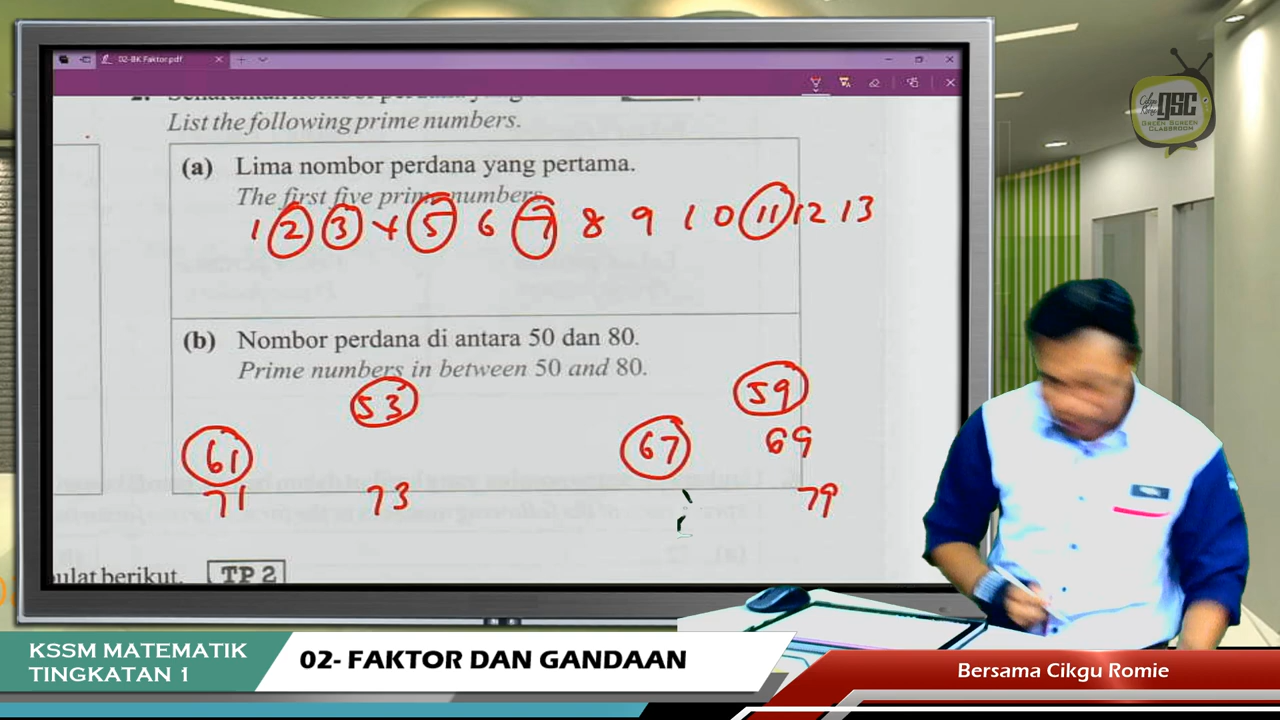 02-BK Faktor.pdf
List the following prime numbers.
(a) Lima nombor perdana yang pertama.
The first five prime numbers.
1 2 3 4 5 6 7 8 9 10 11 12 13
(b) Nombor perdana di antara 50 dan 80.
Prime numbers in between 50 and 80.
53 59
61 67 69
71 73 79
berikut. TP 2
GSC
GREEN SCREEN
CLASSROOM
KSSM MATEMATIK
TINGKATAN 1
02- FAKTOR DAN GANDAAN
Bersama Cikgu Romie